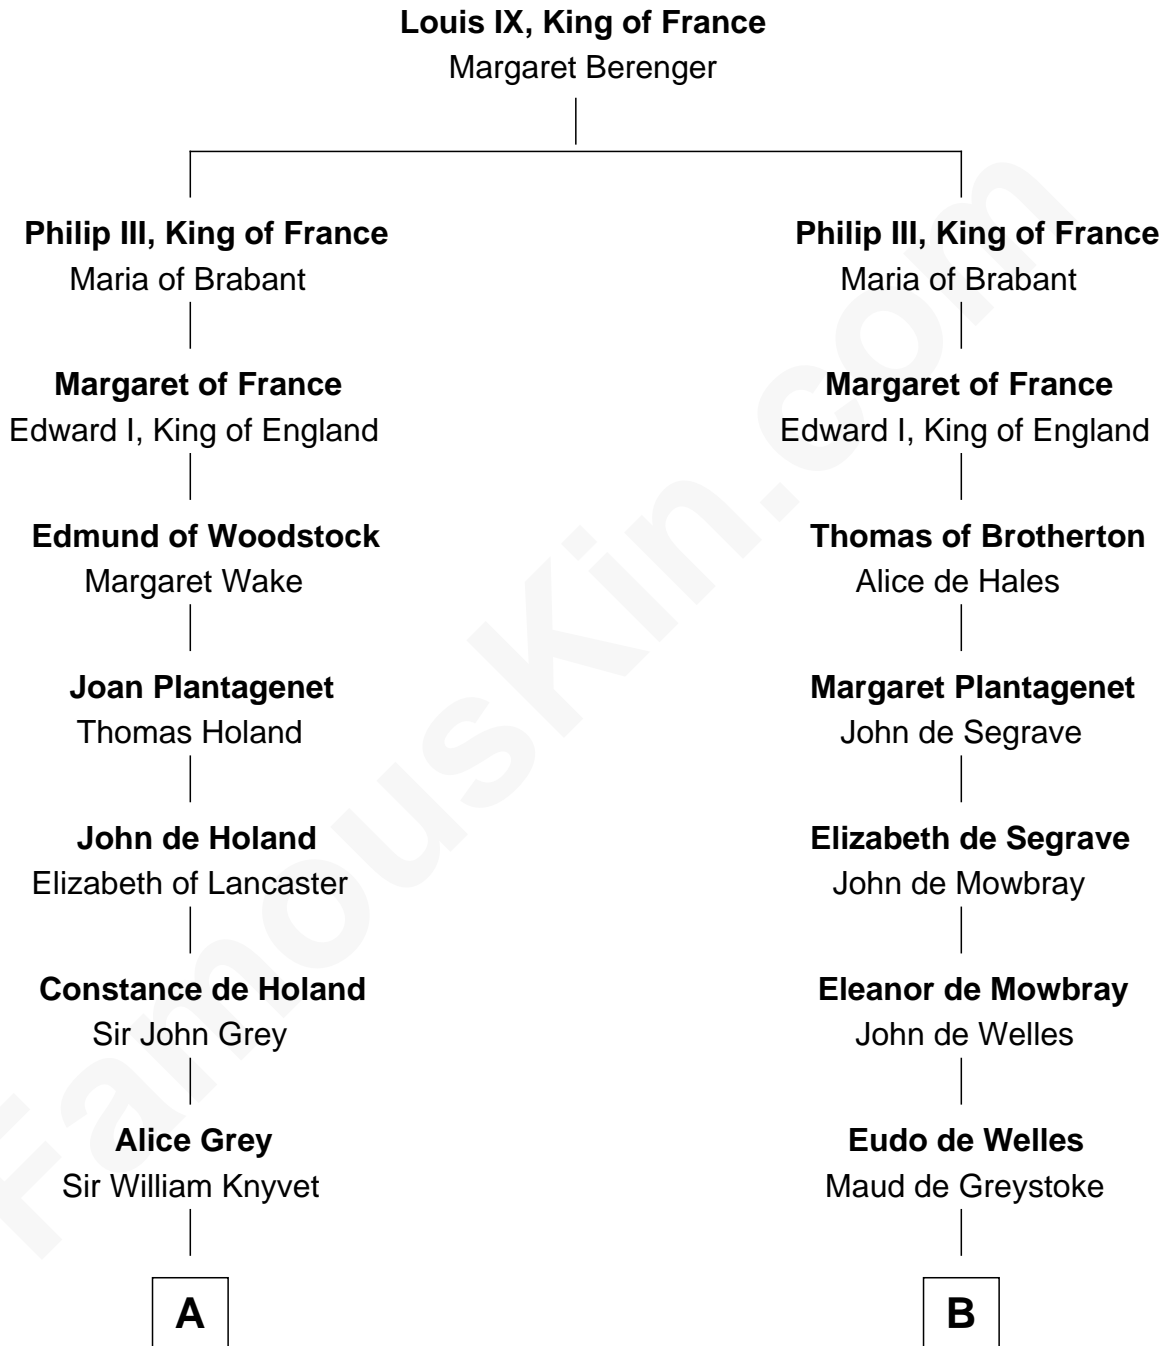 Louis IX, King of France
Margaret Berenger
Philip III, King of France
Maria of Brabant
Margaret of France
Edward I, King of England
Edmund of Woodstock
Margaret Wake
Joan Plantagenet
Thomas Holand
John de Holand
Elizabeth of Lancaster
Constance de Holand
Sir John Grey
Alice Grey
Sir William Knyvet
A
Philip III, King of France
Maria of Brabant
Margaret of France
Edward I, King of England
Thomas of Brotherton
Alice de Hales
Margaret Plantagenet
John de Segrave
Elizabeth de Segrave
John de Mowbray
Eleanor de Mowbray
John de Welles
Eudo de Welles
Maud de Greystoke
B
FamousKin.com